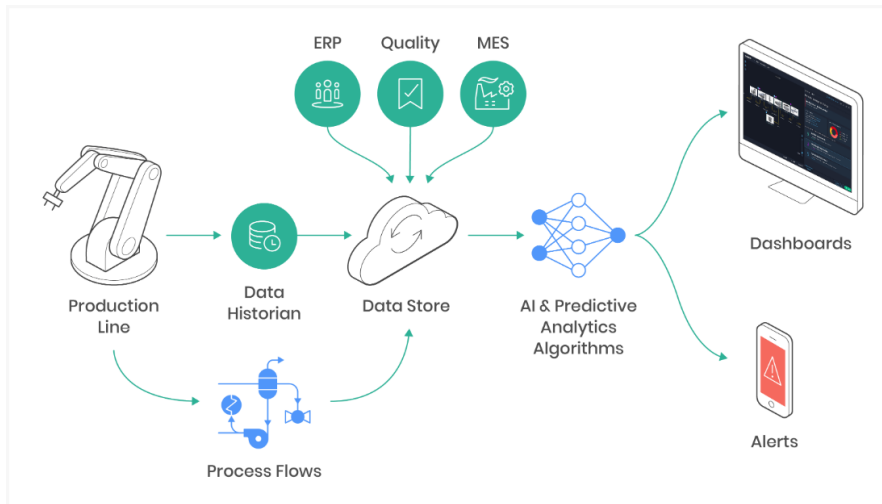 ERP
Quality
MES
Dashboards
Production
Line
Data
Historian
Data Store
AI & Predictive
Analytics
Algorithms
Process Flows
Alerts